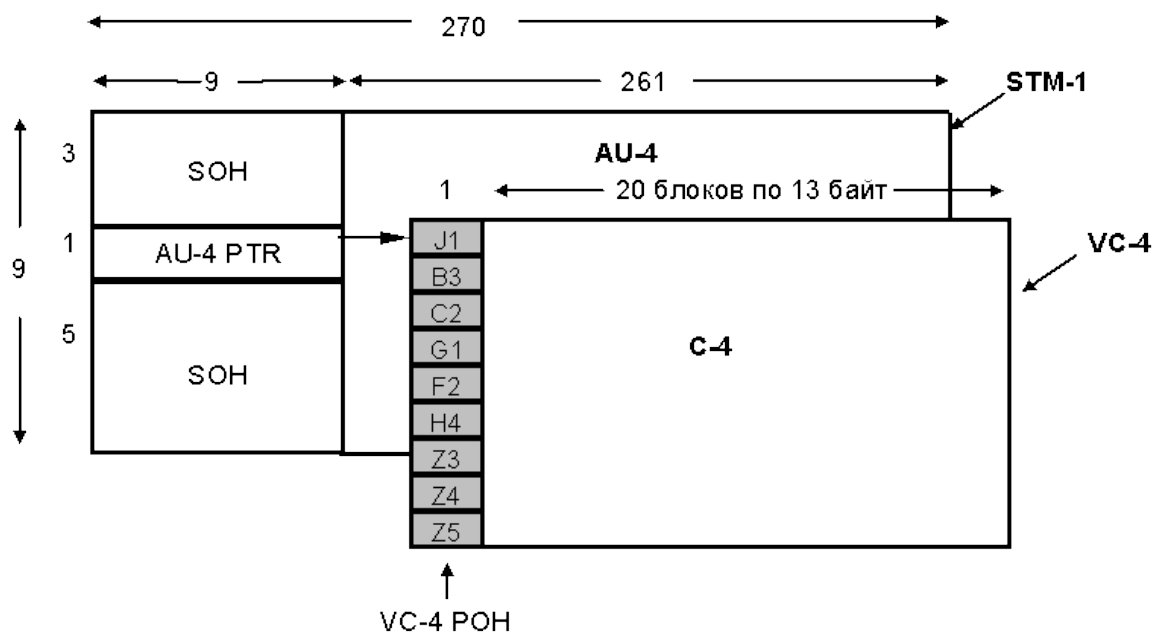 270
9
261
STM-1
3
SOH
AU-4
1
20 блоков по 13 байт
1
AU-4 PTR
J1
VC-4
9
B3
C2
5
G1
C-4
SOH
F2
H4
Z3
Z4
Z5
VC-4 POH